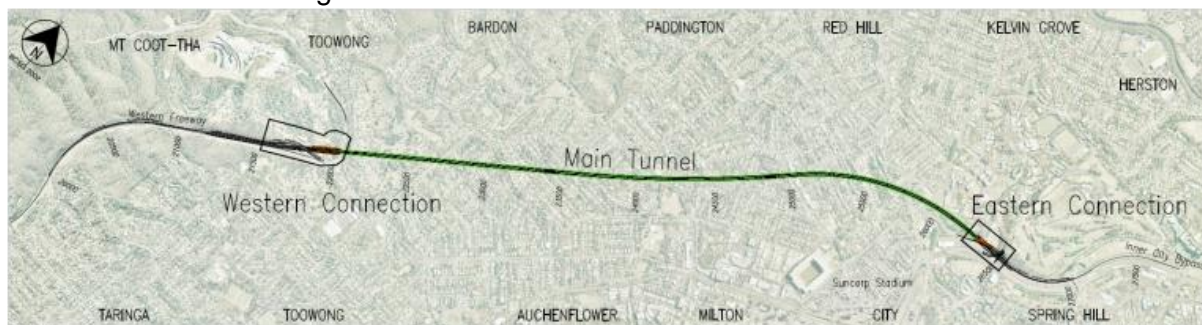 BARDON
PADDINGTON
RED HILL
KELVIN GROVE
MT COOT-THA
TOOWONG
HERSTON
N
Western Freeway
Main Tunnel
Western Connection
Eastern Connection
Inner City Bypass
Suncorp Stadium
TARINGA
TOOWONG
AUCHENFLOWER
MILTON
CITY
SPRING HILL